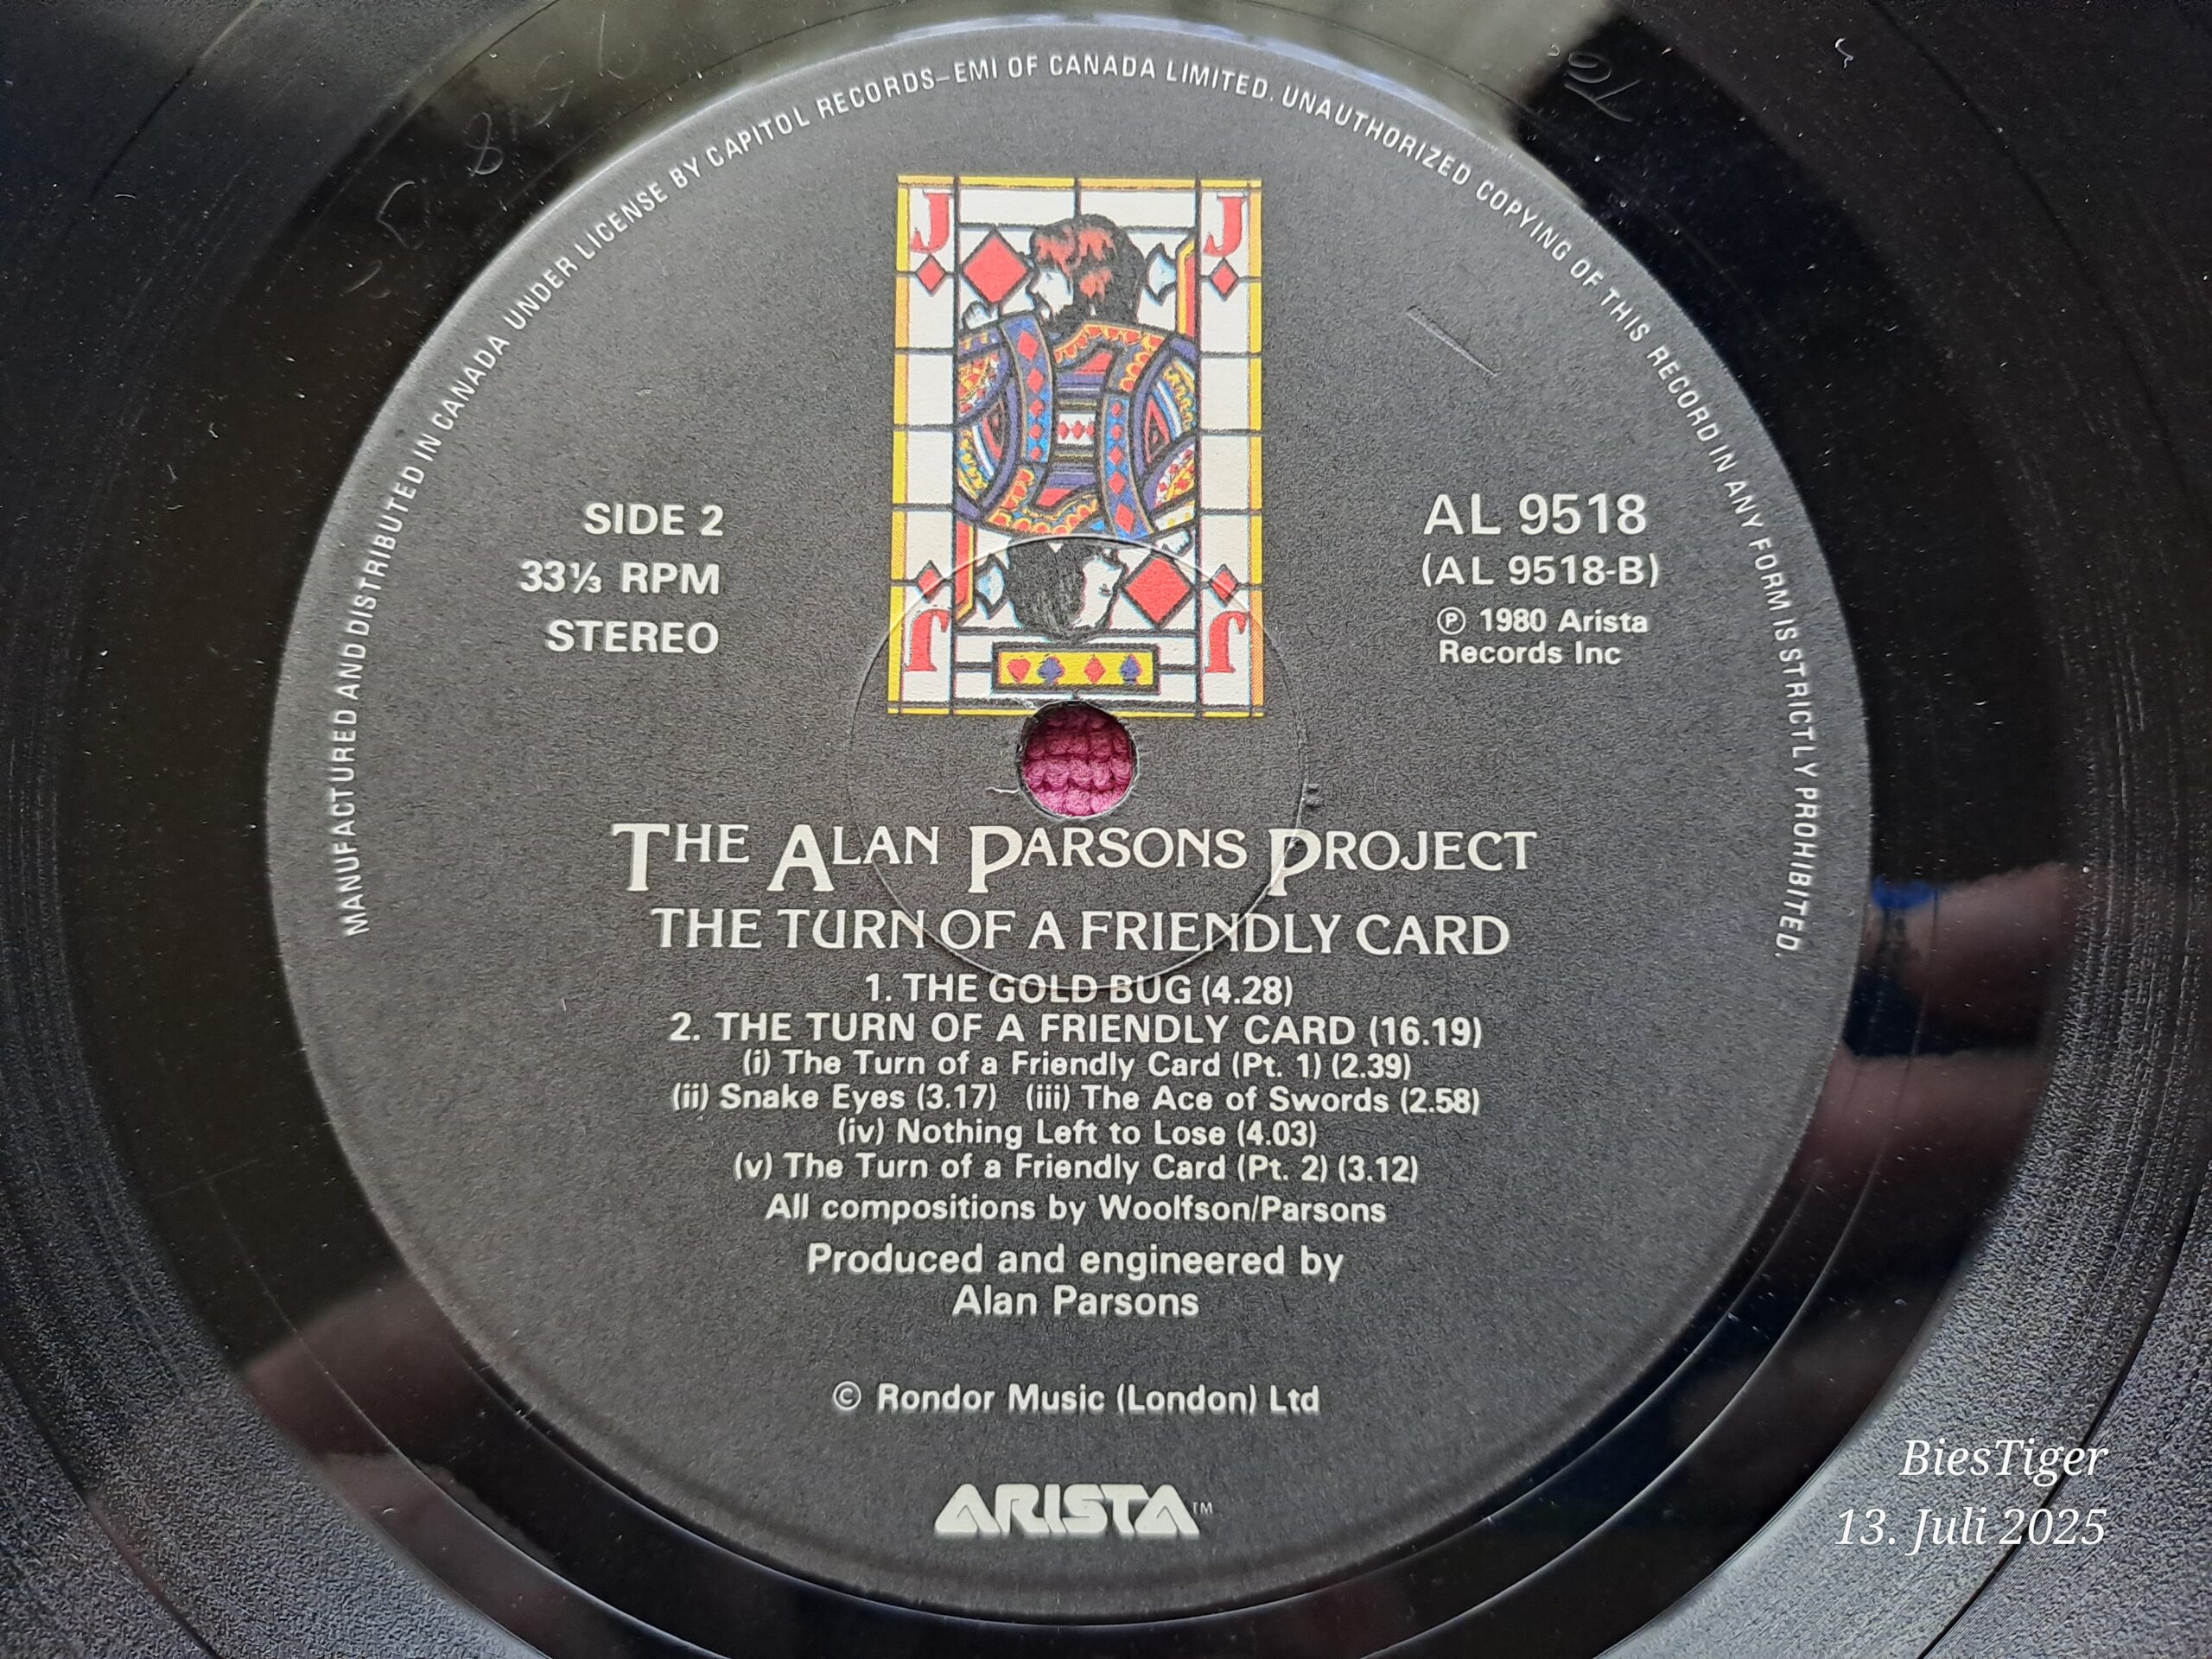 MANUFACTURED AND DISTRIBUTED IN CANADA UNDER LICENSE BY CAPITOL RECORDS–EMI OF CANADA LIMITED. UNAUTHORIZED COPYING OF THIS RECORD IN ANY FORM IS STRICTLY PROHIBITED.
J J
J J
SIDE 2
33⅓ RPM
STEREO
AL 9518
(AL 9518-B)
℗ 1980 Arista
Records Inc
THE ALAN PARSONS PROJECT
THE TURN OF A FRIENDLY CARD
1. THE GOLD BUG (4.28)
2. THE TURN OF A FRIENDLY CARD (16.19)
(i) The Turn of a Friendly Card (Pt. 1) (2.39)
(ii) Snake Eyes (3.17) (iii) The Ace of Swords (2.58)
(iv) Nothing Left to Lose (4.03)
(v) The Turn of a Friendly Card (Pt. 2) (3.12)
All compositions by Woolfson/Parsons
Produced and engineered by
Alan Parsons
© Rondor Music (London) Ltd
ARISTA™
BiesTiger
13. Juli 2025